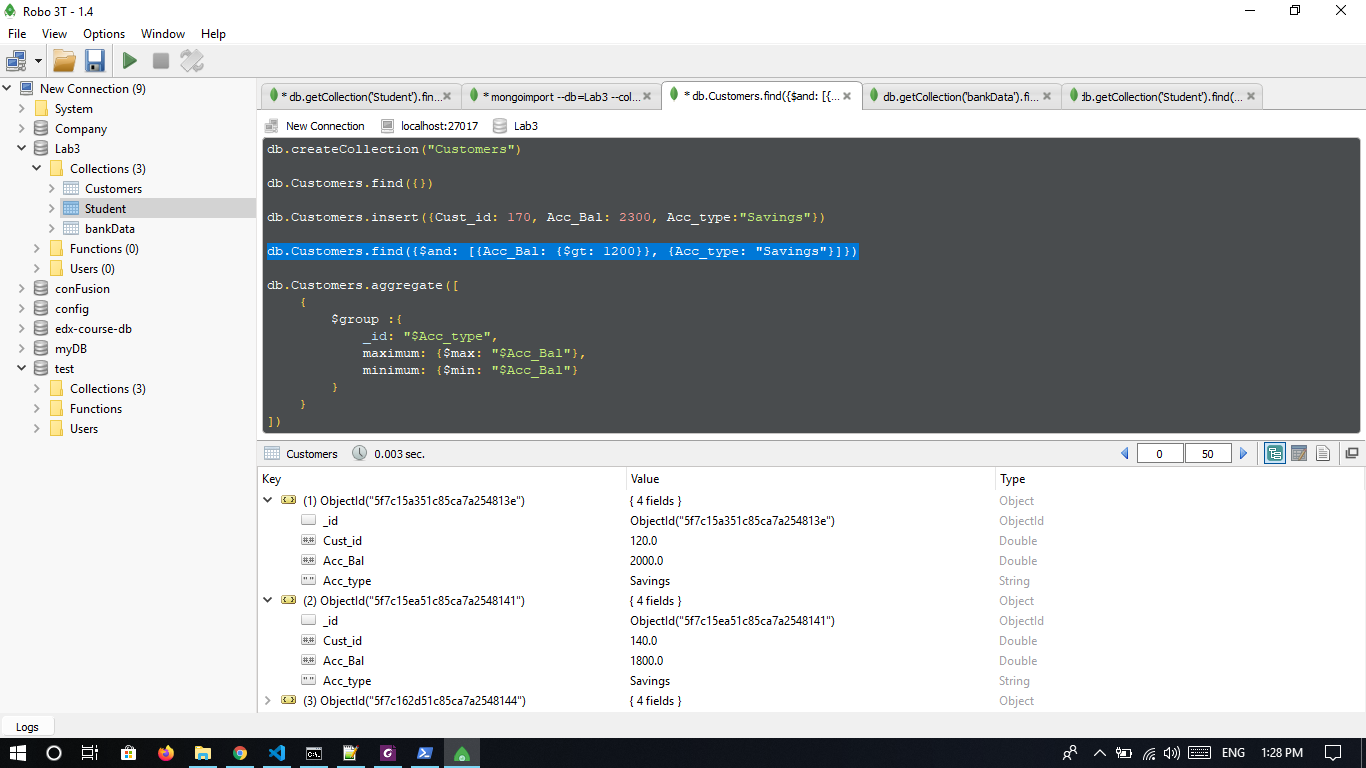 Robo 3T - 1.4
File View Options Window Help
New Connection (9)
System
Company
Lab3
Collections (3)
Customers
Student
bankData
Functions (0)
Users (0)
conFusion
config
edx-course-db
myDB
test
Collections (3)
Functions
Users
* db.getCollection('Student').fin...
* mongoimport --db=Lab3 --col...
* db.Customers.find({$and: [{...
db.getCollection('bankData').fi...
db.getCollection('Student').find(...
New Connection localhost:27017 Lab3
db.createCollection("Customers")
db.Customers.find({})
db.Customers.insert({Cust_id: 170, Acc_Bal: 2300, Acc_type:"Savings"})
db.Customers.find({$and: [{Acc_Bal: {$gt: 1200}}, {Acc_type: "Savings"}]})
db.Customers.aggregate([
{
$group :{
_id: "$Acc_type",
maximum: {$max: "$Acc_Bal"},
minimum: {$min: "$Acc_Bal"}
}
}
])
Customers 0.003 sec. 0 50
Key Value Type
(1) ObjectId("5f7c15a351c85ca7a254813e") { 4 fields } Object
_id ObjectId("5f7c15a351c85ca7a254813e") ObjectId
Cust_id 120.0 Double
Acc_Bal 2000.0 Double
Acc_type Savings String
(2) ObjectId("5f7c15ea51c85ca7a2548141") { 4 fields } Object
_id ObjectId("5f7c15ea51c85ca7a2548141") ObjectId
Cust_id 140.0 Double
Acc_Bal 1800.0 Double
Acc_type Savings String
(3) ObjectId("5f7c162d51c85ca7a2548144") { 4 fields } Object
Logs
ENG 1:28 PM